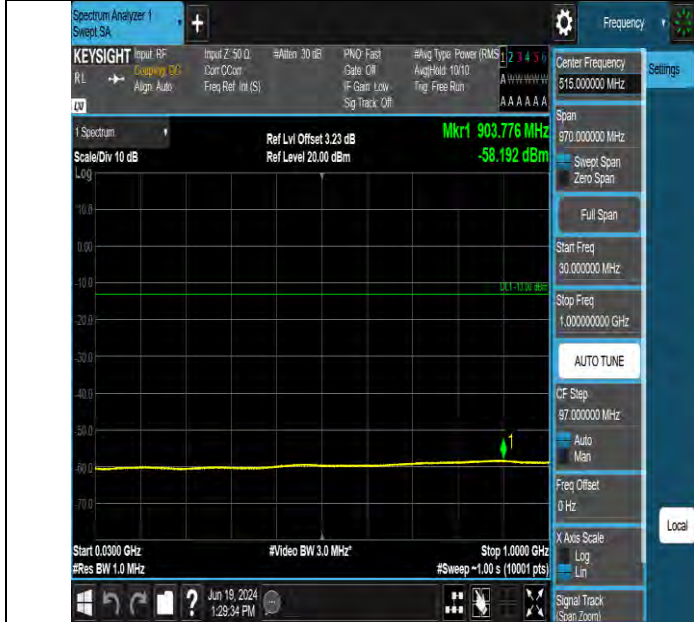 Spectrum Analyzer 1
Swept SA
+
Frequency
KEYSIGHT
RL
Input: RF
Coupling: DC
Align: Auto
Input Z: 50 Ω
Corr CCorr
Freq Ref: Int (S)
#Atten: 30 dB
PNO: Fast
Gate: Off
IF Gain: Low
Sig Track: Off
#Avg Type: Power (RMS
Avg|Hold: 10/10
Trig: Free Run
1 2 3 4 5 6
A W W W W W
A A A A A A
LXI
1 Spectrum
Scale/Div 10 dB
Log
Ref Lvl Offset 3.23 dB
Ref Level 20.00 dBm
Mkr1 903.776 MHz
-58.192 dBm
10.0
0.00
-10.0
DL1 -13.00 dBm
-20.0
-30.0
-40.0
-50.0
1
-60.0
-70.0
Start 0.0300 GHz
#Res BW 1.0 MHz
#Video BW 3.0 MHz*
Stop 1.0000 GHz
#Sweep ~1.00 s (10001 pts)
?
Jun 19, 2024
1:29:34 PM
Center Frequency
515.000000 MHz
Span
970.000000 MHz
Swept Span
Zero Span
Full Span
Start Freq
30.000000 MHz
Stop Freq
1.000000000 GHz
AUTO TUNE
CF Step
97.000000 MHz
Auto
Man
Freq Offset
0 Hz
X Axis Scale
Log
Lin
Signal Track
(Span Zoom)
Settings
Local